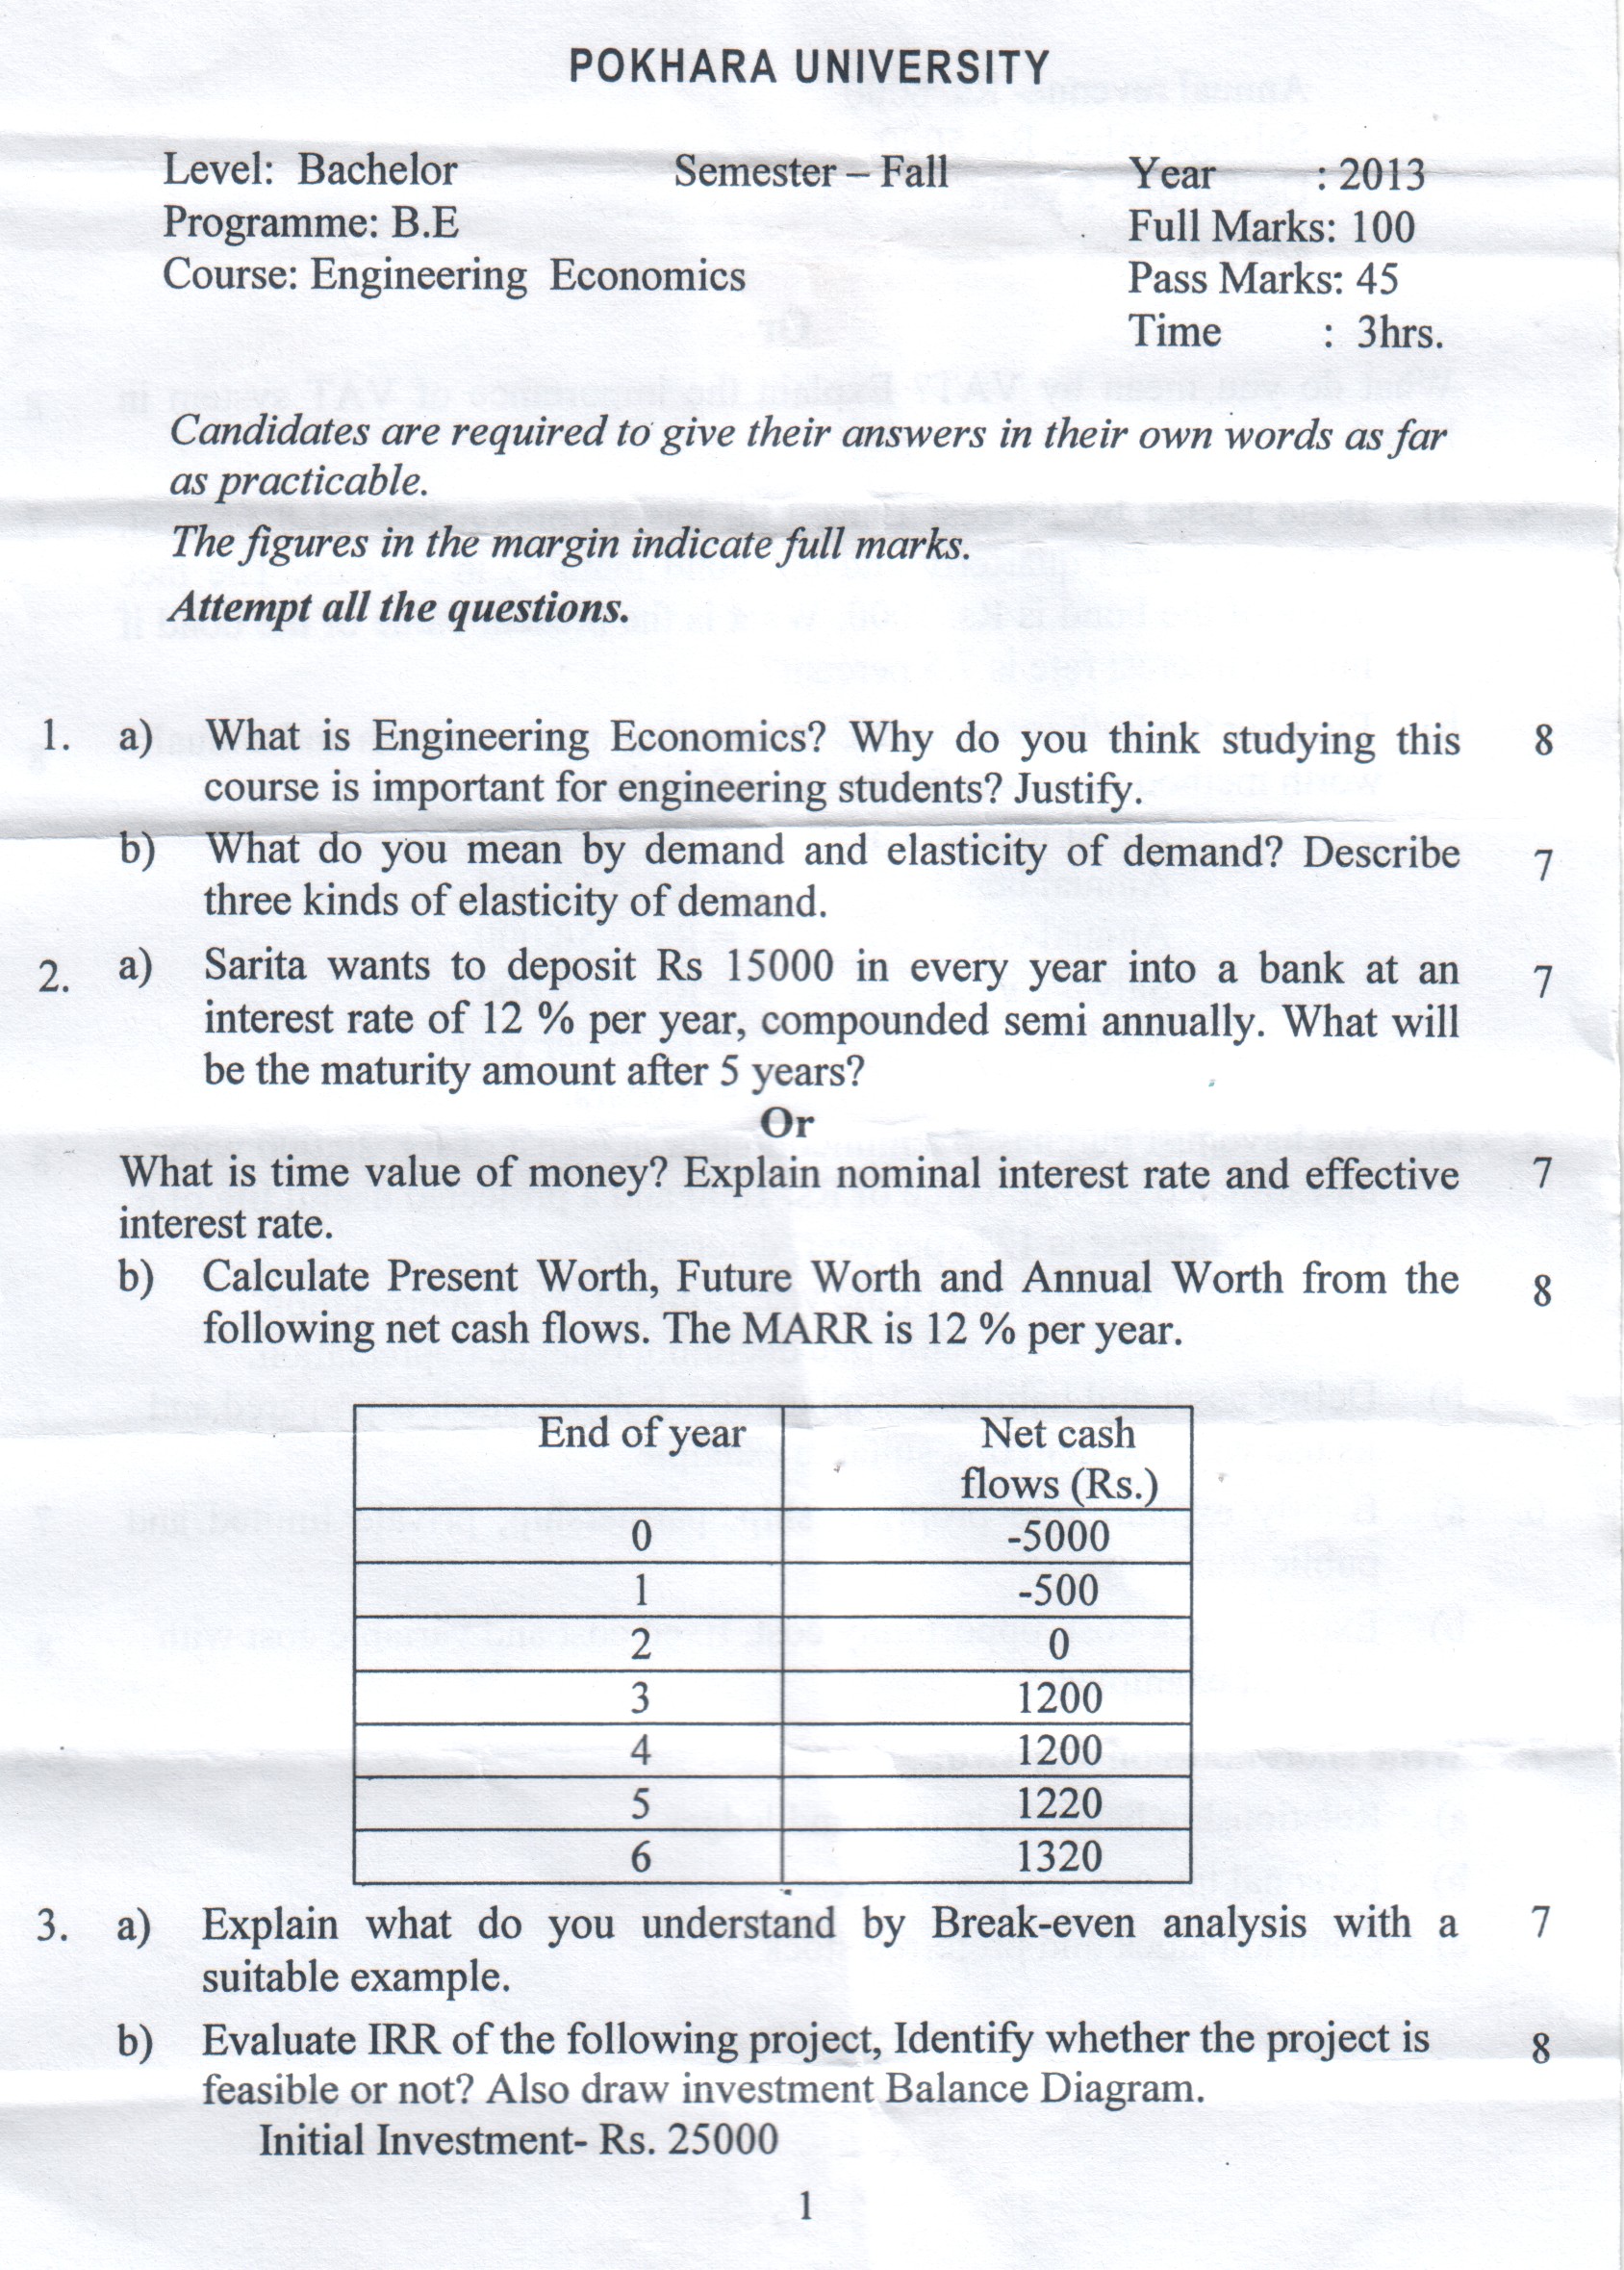 POKHARA UNIVERSITY
Level: Bachelor Semester – Fall Year : 2013
Programme: B.E Full Marks: 100
Course: Engineering Economics Pass Marks: 45
Time : 3hrs.
Candidates are required to give their answers in their own words as far
as practicable.
The figures in the margin indicate full marks.
Attempt all the questions.
1. a) What is Engineering Economics? Why do you think studying this 8
course is important for engineering students? Justify.
b) What do you mean by demand and elasticity of demand? Describe 7
three kinds of elasticity of demand.
2. a) Sarita wants to deposit Rs 15000 in every year into a bank at an 7
interest rate of 12 % per year, compounded semi annually. What will
be the maturity amount after 5 years?
Or
What is time value of money? Explain nominal interest rate and effective 7
interest rate.
b) Calculate Present Worth, Future Worth and Annual Worth from the 8
following net cash flows. The MARR is 12 % per year.
End of year Net cash
flows (Rs.)
0 -5000
1 -500
2 0
3 1200
4 1200
5 1220
6 1320
3. a) Explain what do you understand by Break-even analysis with a 7
suitable example.
b) Evaluate IRR of the following project, Identify whether the project is 8
feasible or not? Also draw investment Balance Diagram.
Initial Investment- Rs. 25000
1